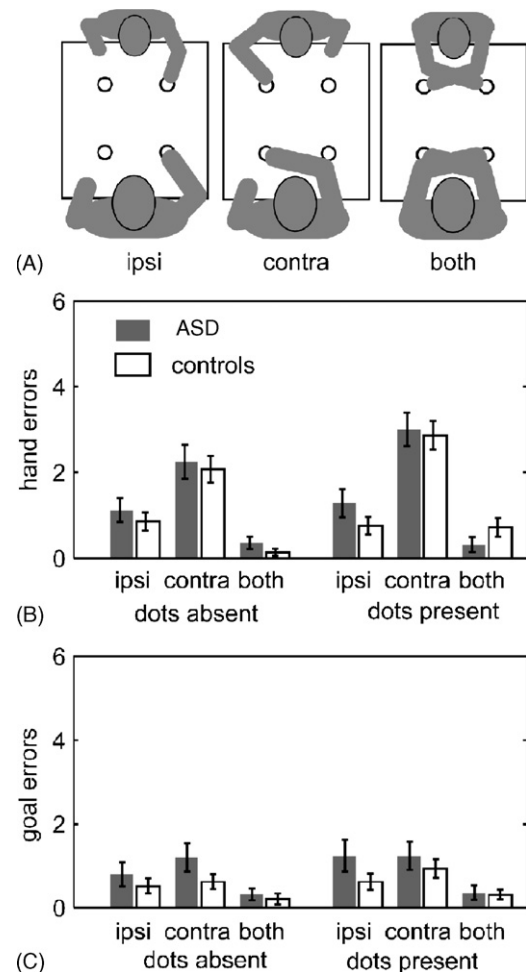 (A) ipsi contra both
6
ASD
controls
4
hand errors
2
0
ipsi contra both ipsi contra both
(B) dots absent dots present
6
4
goal errors
2
0
ipsi contra both ipsi contra both
(C) dots absent dots present